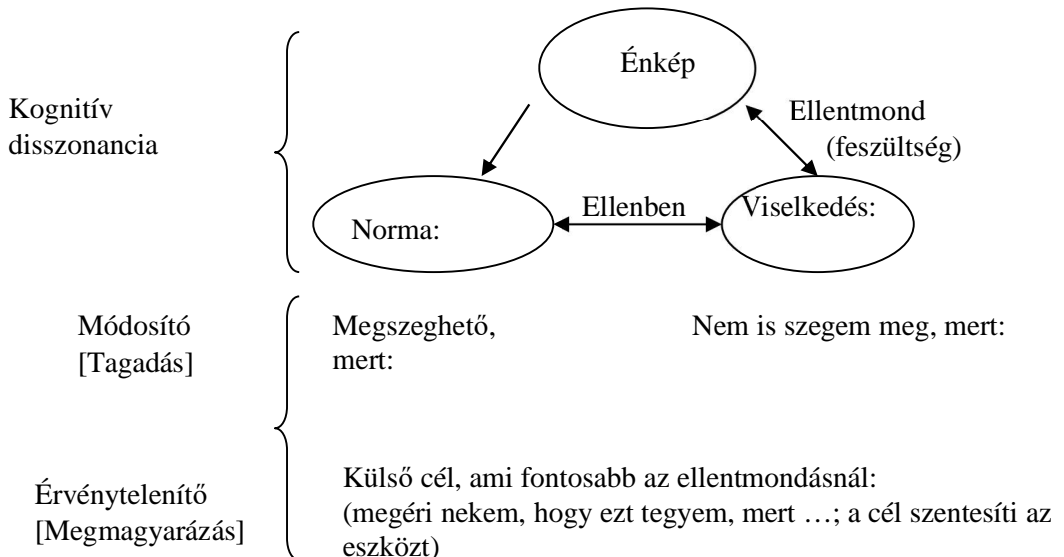 Énkép
Kognitív
disszonancia
Ellentmond
(feszültség)
Norma:
Ellenben
Viselkedés:
Módosító
[Tagadás]
Megszeghető,
mert:
Nem is szegem meg, mert:
Érvénytelenítő
[Megmagyarázás]
Külső cél, ami fontosabb az ellentmondásnál:
(megéri nekem, hogy ezt tegyem, mert …; a cél szentesíti az
eszközt)